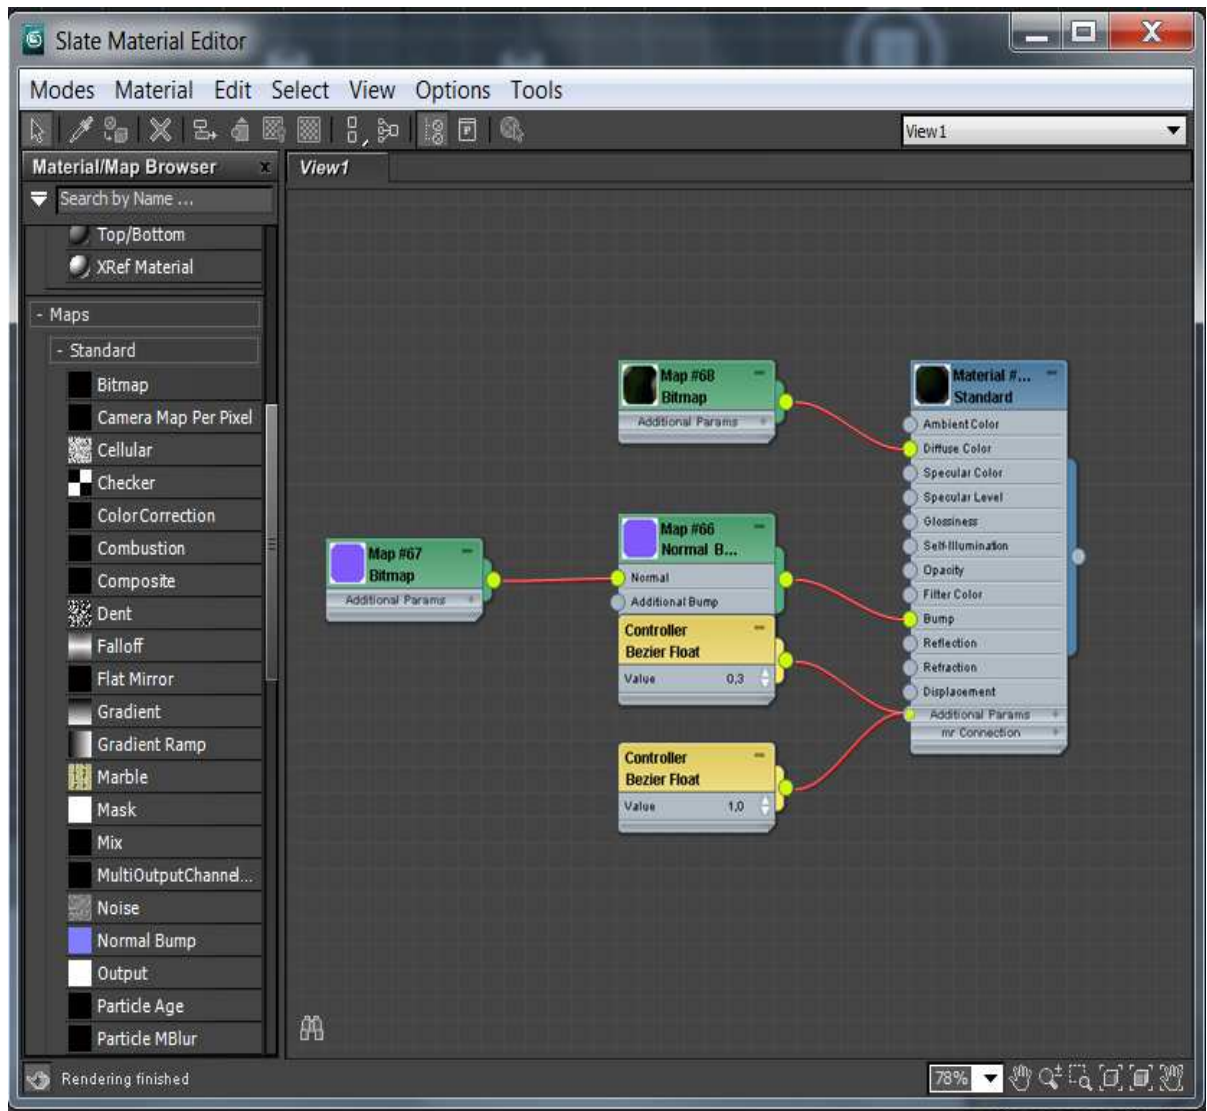 Slate Material Editor
Modes Material Edit Select View Options Tools
View1
Material/Map Browser x
View1
Search by Name ...
Top/Bottom
XRef Material
- Maps
- Standard
Bitmap
Camera Map Per Pixel
Cellular
Checker
Color Correction
Combustion
Composite
Dent
Falloff
Flat Mirror
Gradient
Gradient Ramp
Marble
Mask
Mix
MultiOutputChannel...
Noise
Normal Bump
Output
Particle Age
Particle MBlur
Map #67
Bitmap
Additional Params +
Map #68
Bitmap
Additional Params +
Map #66
Normal B...
Normal
Additional Bump
Controller
Bezier Float
Value 0,3
Controller
Bezier Float
Value 1,0
Material #...
Standard
Ambient Color
Diffuse Color
Specular Color
Specular Level
Glossiness
Self-Illumination
Opacity
Filter Color
Bump
Reflection
Refraction
Displacement
Additional Params +
mr Connection +
Rendering finished
78%